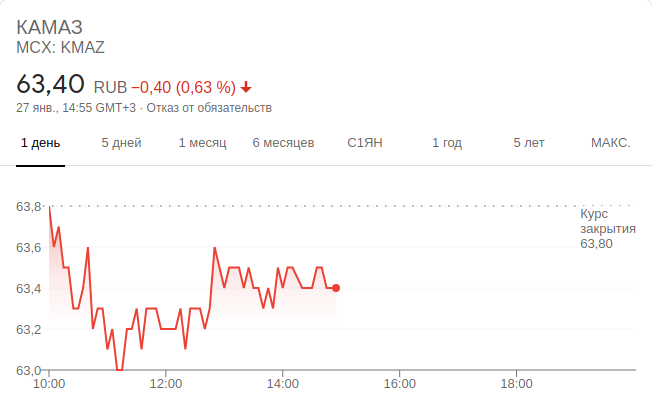 КАМАЗ
MCX: KMAZ
63,40 RUB −0,40 (0,63 %)
27 янв., 14:55 GMT+3 · Отказ от обязательств
1 день 5 дней 1 месяц 6 месяцев С1ЯН 1 год 5 лет МАКС.
63,8
Курс
закрытия
63,80
63,6
63,4
63,2
63,0
10:00 12:00 14:00 16:00 18:00